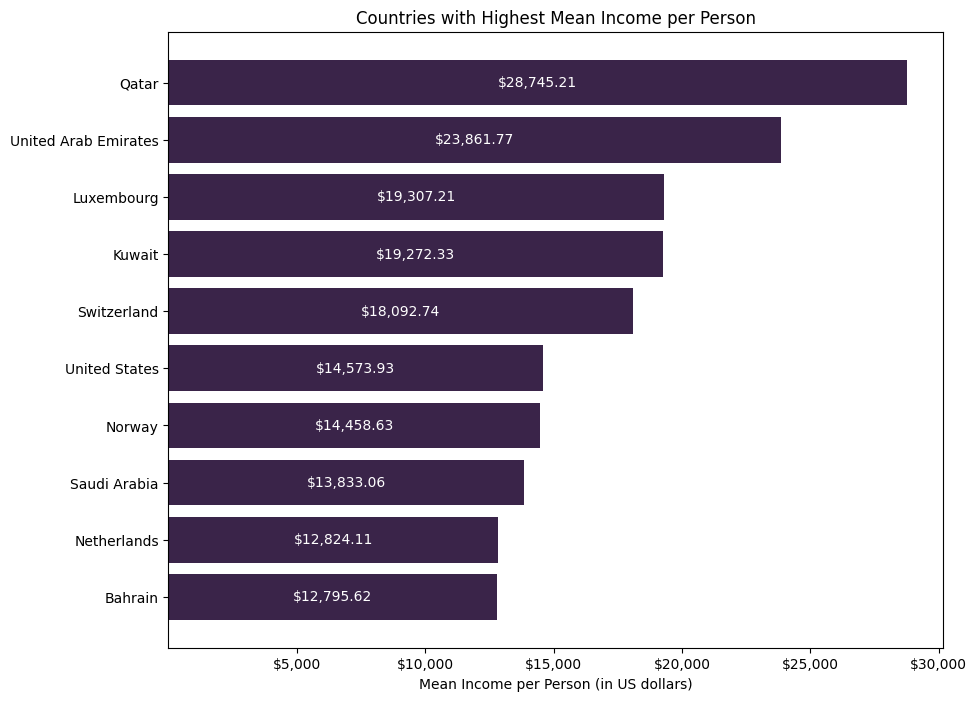 Countries with Highest Mean Income per Person
Qatar
$28,745.21
United Arab Emirates
$23,861.77
Luxembourg
$19,307.21
Kuwait
$19,272.33
Switzerland
$18,092.74
United States
$14,573.93
Norway
$14,458.63
Saudi Arabia
$13,833.06
Netherlands
$12,824.11
Bahrain
$12,795.62
$5,000
$10,000
$15,000
$20,000
$25,000
$30,000
Mean Income per Person (in US dollars)